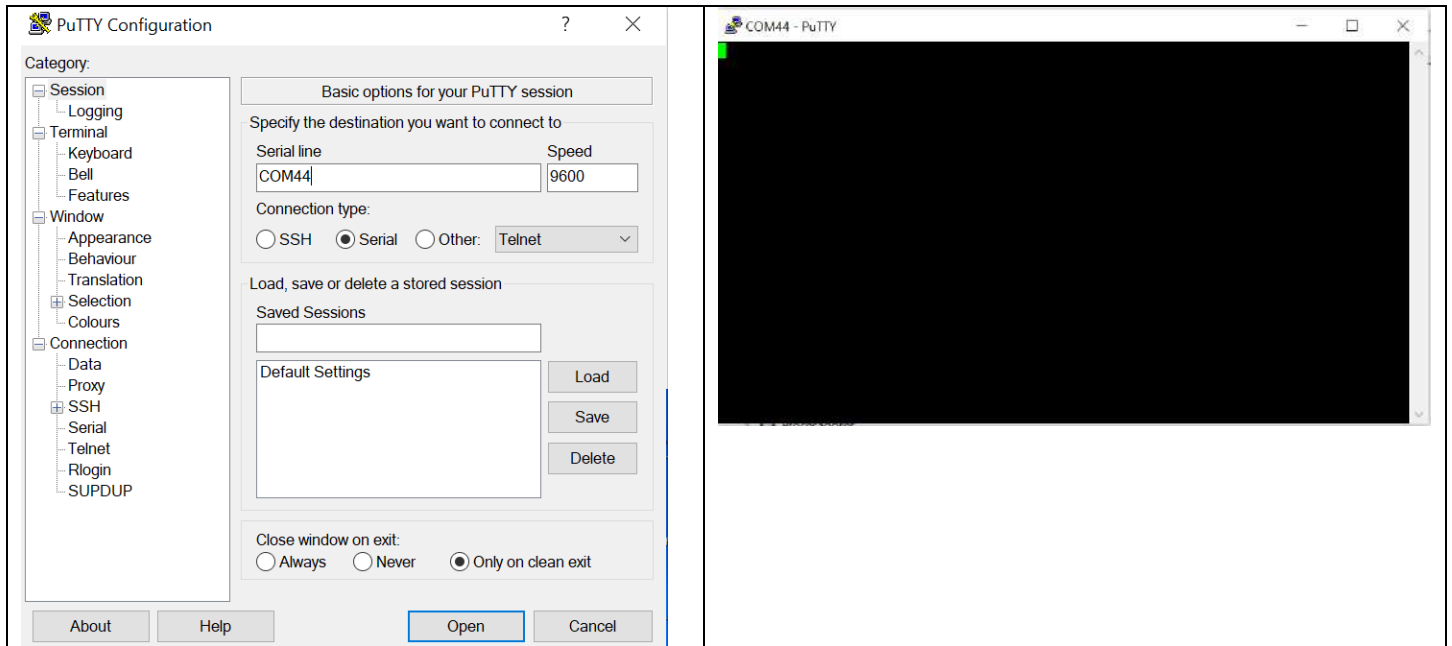 PuTTY Configuration ? ×
Category:
Session
Logging
Terminal
Keyboard
Bell
Features
Window
Appearance
Behaviour
Translation
Selection
Colours
Connection
Data
Proxy
SSH
Serial
Telnet
Rlogin
SUPDUP
Basic options for your PuTTY session
Specify the destination you want to connect to
Serial line Speed
COM44 9600
Connection type:
SSH Serial Other: Telnet
Load, save or delete a stored session
Saved Sessions
Default Settings
Load
Save
Delete
Close window on exit:
Always Never Only on clean exit
About Help Open Cancel
COM44 - PuTTY